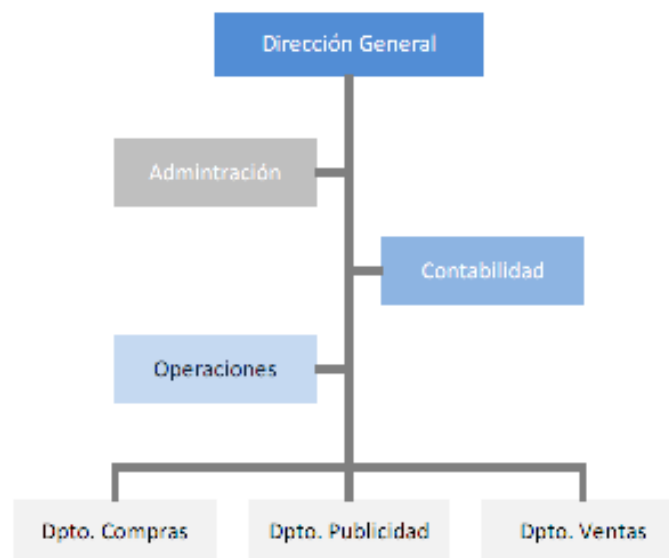 Dirección General
Admintración
Contabilidad
Operaciones
Dpto. Compras
Dpto. Publicidad
Dpto. Ventas